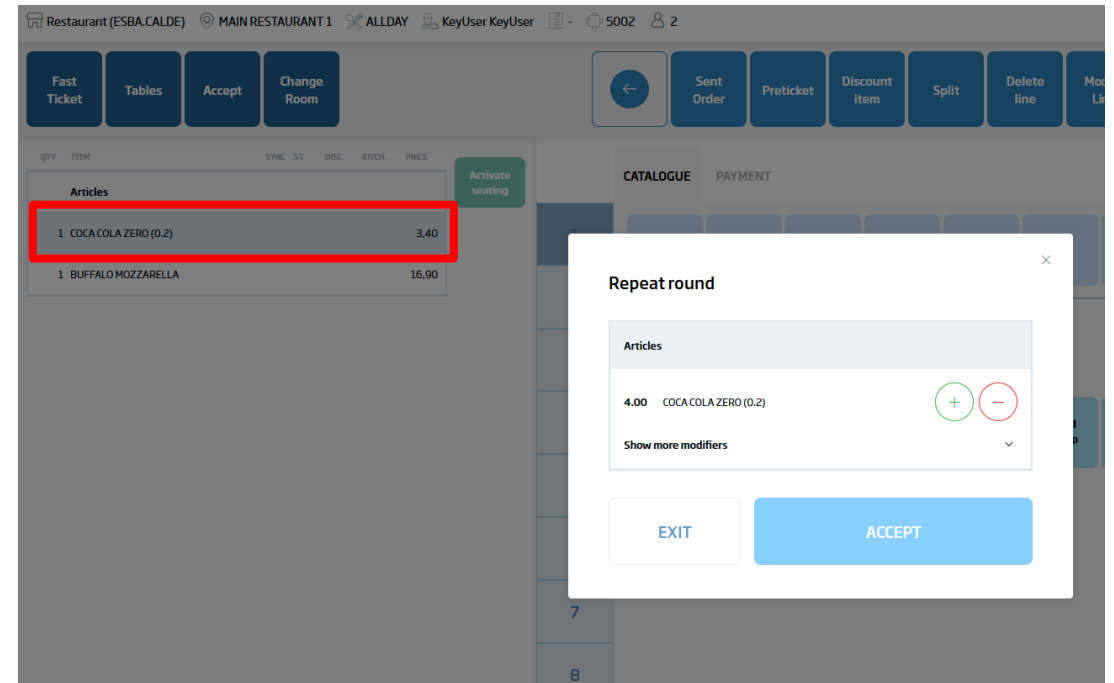 Restaurant (ESBA.CALDE) MAIN RESTAURANT 1 ALLDAY KeyUser KeyUser - 5002 2
Fast Ticket
Tables
Accept
Change Room
Sent Order
Preticket
Discount item
Split
Delete line
QTY ITEM SYNC ST DISC. KITCH. PRICE
Activate seating
Articles
1 COCA COLA ZERO (0.2) 3,40
1 BUFFALO MOZZARELLA 16,90
CATALOGUE PAYMENT
Repeat round
Articles
4.00 COCA COLA ZERO (0.2)
Show more modifiers
EXIT
ACCEPT
7
8